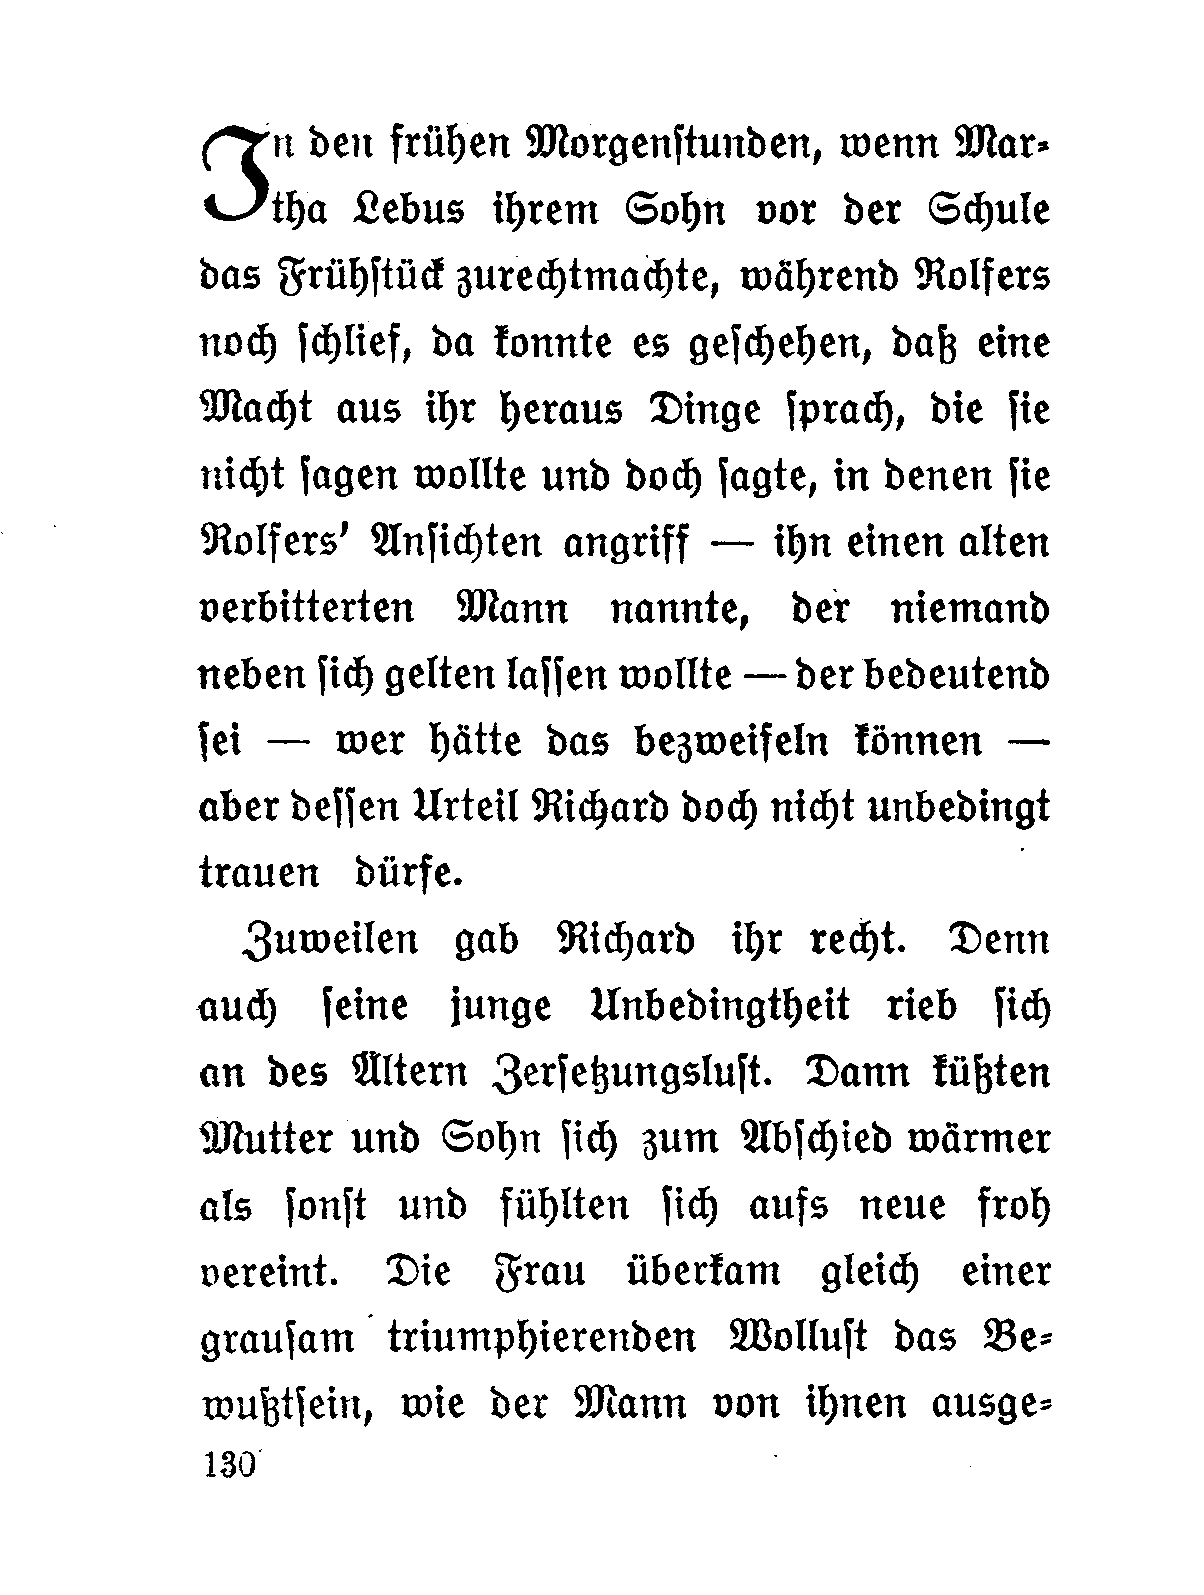 In den frühen Morgenſtunden, wenn Mar⸗
tha Lebus ihrem Sohn vor der Schule
das Frühſtück zurechtmachte, während Rolfers
noch ſchlief, da konnte es geſchehen, daß eine
Macht aus ihr heraus Dinge ſprach, die ſie
nicht ſagen wollte und doch ſagte, in denen ſie
Rolfers' Anſichten angriff — ihn einen alten
verbitterten Mann nannte, der niemand
neben ſich gelten laſſen wollte — der bedeutend
ſei — wer hätte das bezweifeln können —
aber deſſen Urteil Richard doch nicht unbedingt
trauen dürfe.
Zuweilen gab Richard ihr recht. Denn
auch ſeine junge Unbedingtheit rieb ſich
an des Ältern Zerſetzungsluſt. Dann küßten
Mutter und Sohn ſich zum Abſchied wärmer
als ſonſt und fühlten ſich aufs neue froh
vereint. Die Frau überkam gleich einer
grauſam triumphierenden Wolluſt das Be⸗
wußtſein, wie der Mann von ihnen ausge⸗
130